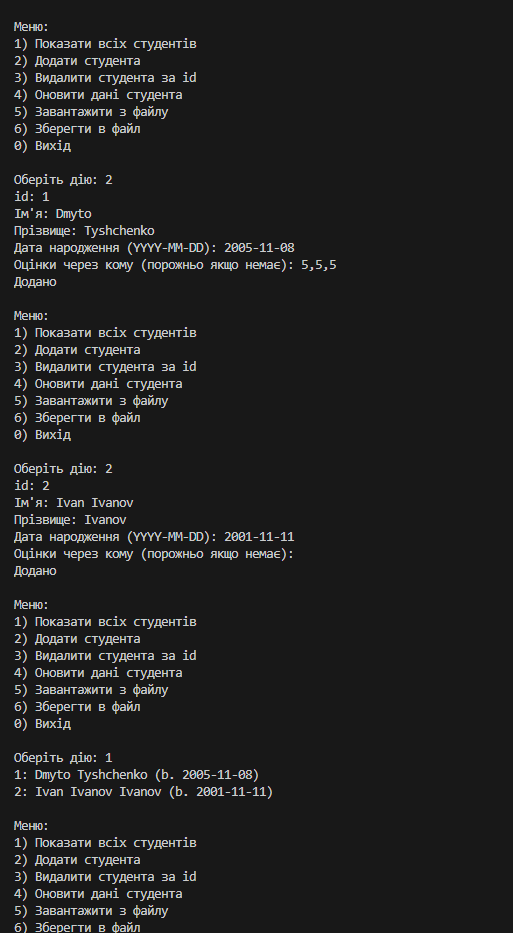 Меню:
1) Показати всіх студентів
2) Додати студента
3) Видалити студента за id
4) Оновити дані студента
5) Завантажити з файлу
6) Зберегти в файл
0) Вихід
Оберіть дію: 2
id: 1
Ім'я: Dmyto
Прізвище: Tyshchenko
Дата народження (YYYY-MM-DD): 2005-11-08
Оцінки через кому (порожньо якщо немає): 5,5,5
Додано
Меню:
1) Показати всіх студентів
2) Додати студента
3) Видалити студента за id
4) Оновити дані студента
5) Завантажити з файлу
6) Зберегти в файл
0) Вихід
Оберіть дію: 2
id: 2
Ім'я: Ivan Ivanov
Прізвище: Ivanov
Дата народження (YYYY-MM-DD): 2001-11-11
Оцінки через кому (порожньо якщо немає):
Додано
Меню:
1) Показати всіх студентів
2) Додати студента
3) Видалити студента за id
4) Оновити дані студента
5) Завантажити з файлу
6) Зберегти в файл
0) Вихід
Оберіть дію: 1
1: Dmyto Tyshchenko (b. 2005-11-08)
2: Ivan Ivanov Ivanov (b. 2001-11-11)
Меню:
1) Показати всіх студентів
2) Додати студента
3) Видалити студента за id
4) Оновити дані студента
5) Завантажити з файлу
6) Зберегти в файл